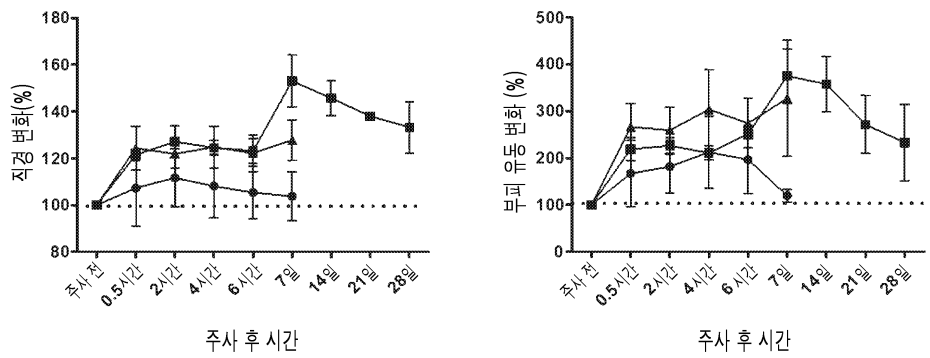 직경 변화(%)
180
160
140
120
100
80
주사 전
0.5시간
2시간
4시간
6시간
7일
14일
21일
28일
주사 후 시간
부피 유동 변화 (%)
500
400
300
200
100
0
주사 전
0.5시간
2시간
4시간
6시간
7일
14일
21일
28일
주사 후 시간